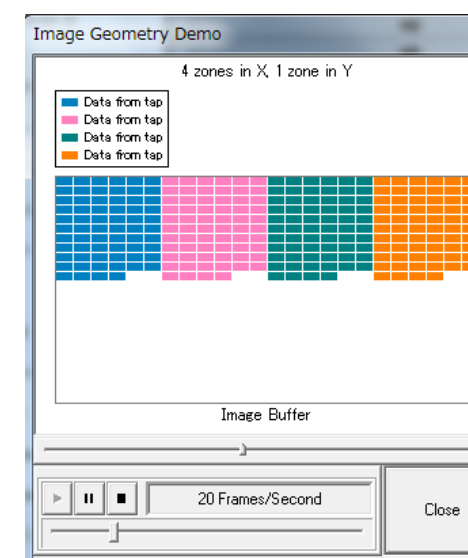 Image Geometry Demo
4 zones in X, 1 zone in Y
Data from tap
Data from tap
Data from tap
Data from tap
Image Buffer
20 Frames/Second
Close